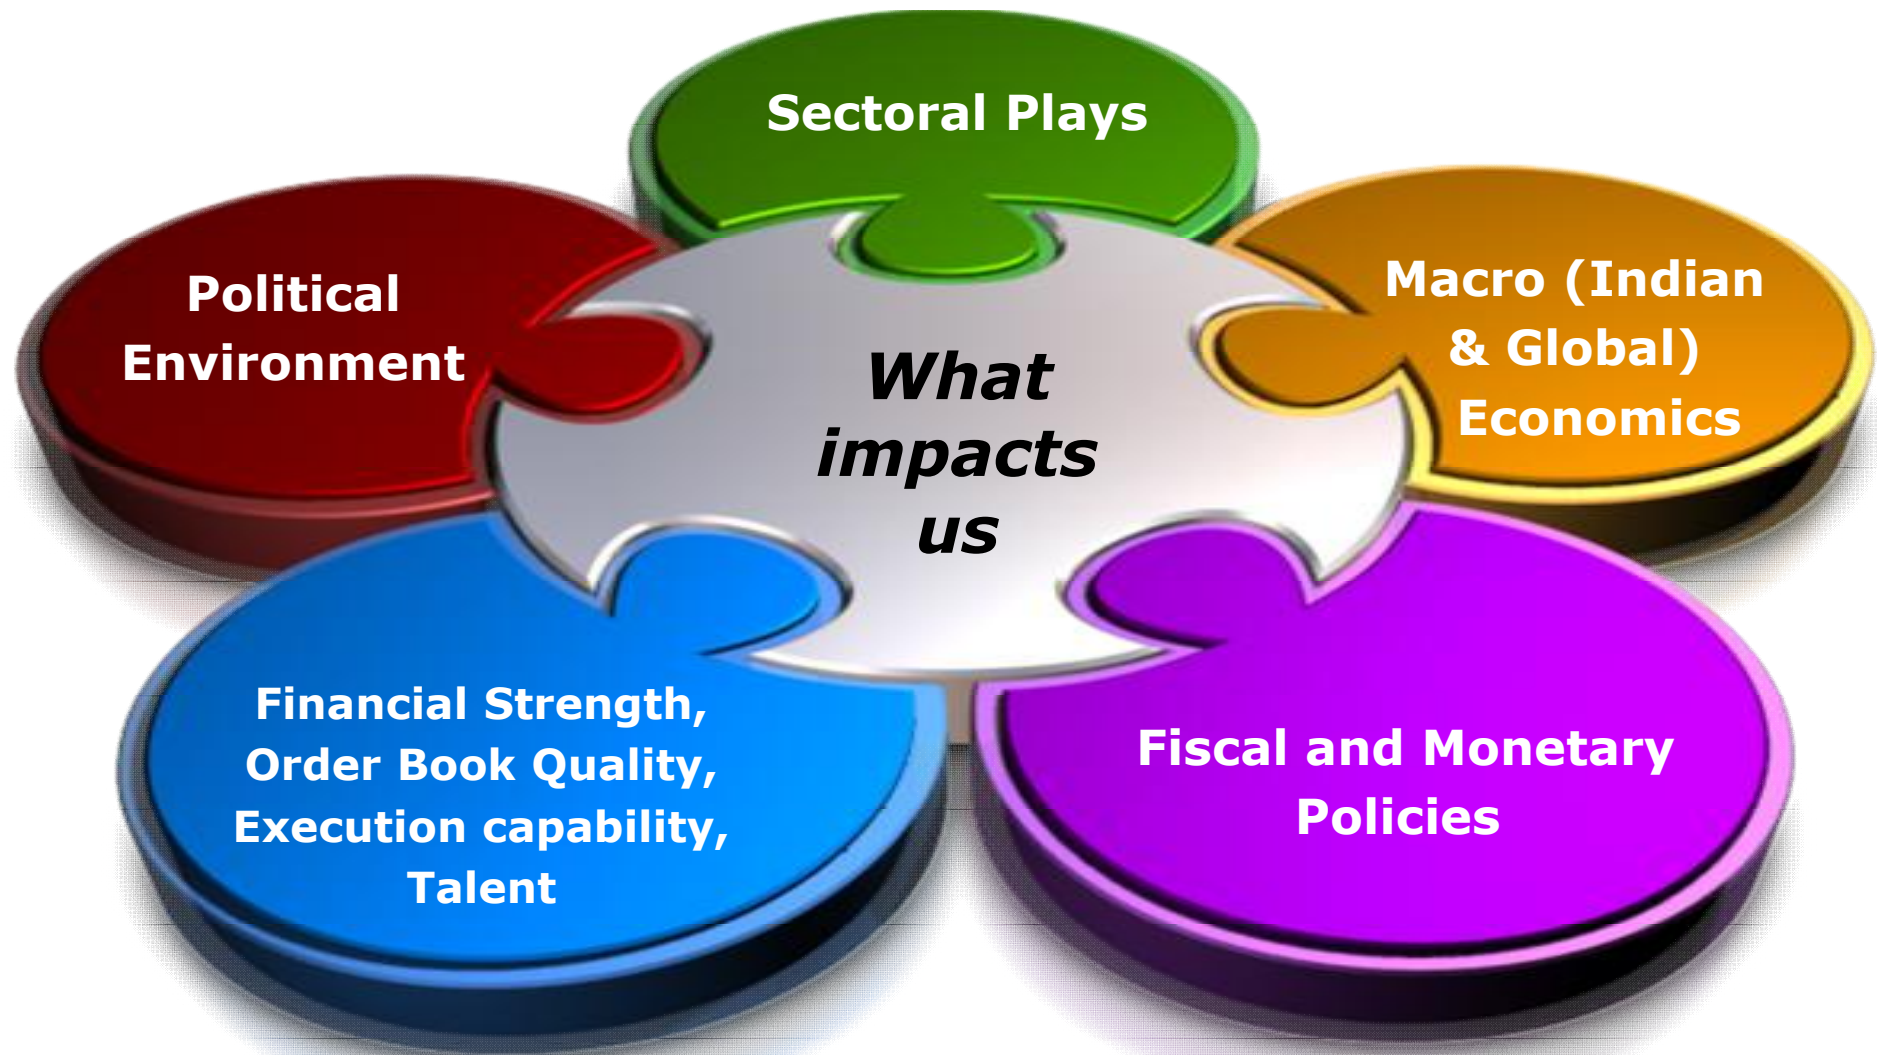 Sectoral Plays
Political
Environment
Macro (Indian
& Global)
Economics
What
impacts
us
Financial Strength,
Order Book Quality,
Execution capability,
Talent
Fiscal and Monetary
Policies